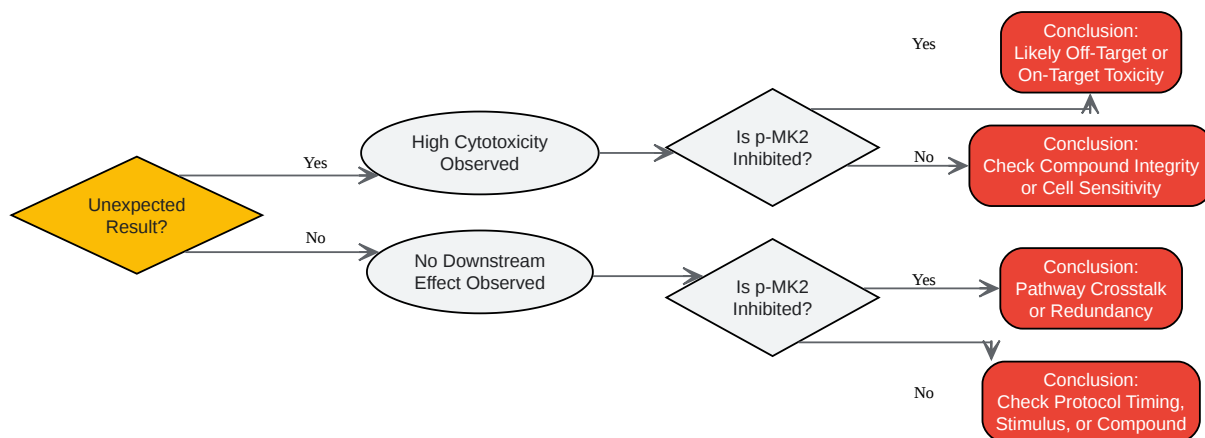 Unexpected
Result?
Yes
No
High Cytotoxicity
Observed
No Downstream
Effect Observed
Is p-MK2
Inhibited?
Yes
No
Is p-MK2
Inhibited?
Yes
No
Conclusion:
Likely Off-Target or
On-Target Toxicity
Conclusion:
Check Compound Integrity
or Cell Sensitivity
Conclusion:
Pathway Crosstalk
or Redundancy
Conclusion:
Check Protocol Timing,
Stimulus, or Compound